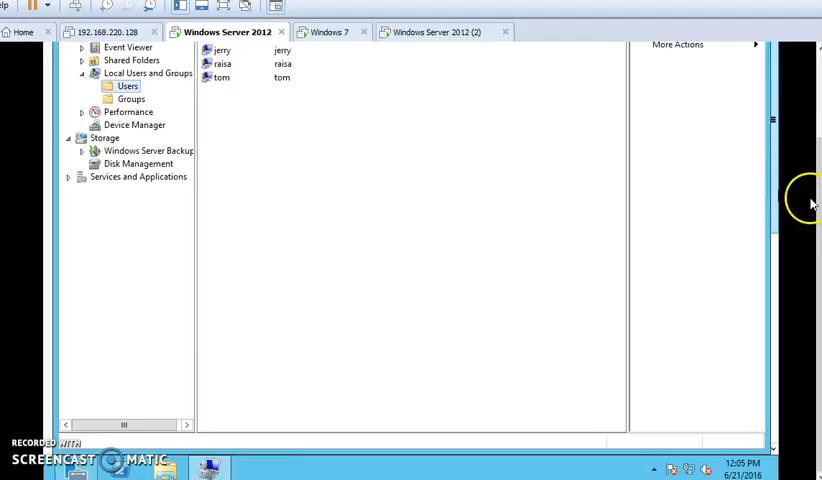 elp
Home
192.168.220.128
Windows Server 2012
Windows 7
Windows Server 2012 (2)
Event Viewer
jerry jerry
More Actions
Shared Folders
raisa raisa
Local Users and Groups
tom tom
Users
Groups
Performance
Device Manager
Storage
Windows Server Backup
Disk Management
Services and Applications
RECORDED WITH
SCREENCAST MATIC
12:05 PM
6/21/2016